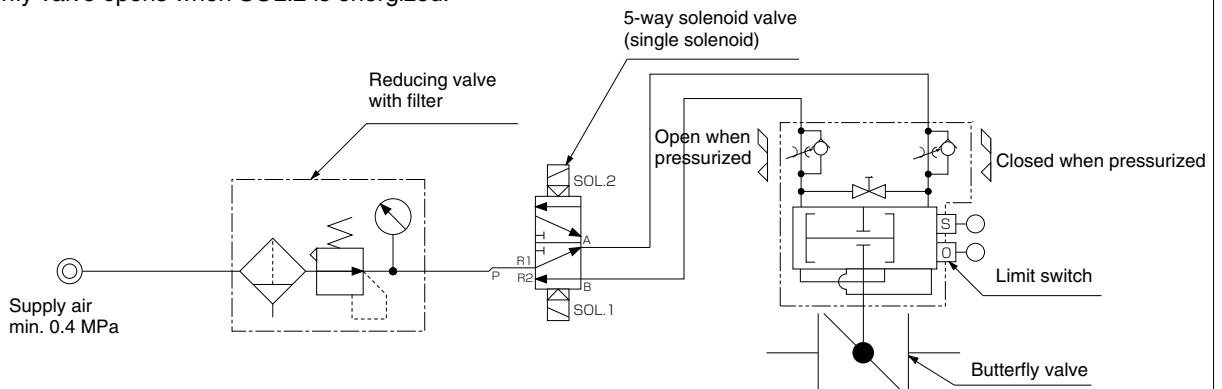 valve opens when SOL.2 is energized.
5-way solenoid valve
(single solenoid)
Reducing valve
with filter
Open when
pressurized
Closed when pressurized
SOL.2
A
S
R1
P
R2
B
O
Limit switch
Supply air
min. 0.4 MPa
SOL.1
Butterfly valve